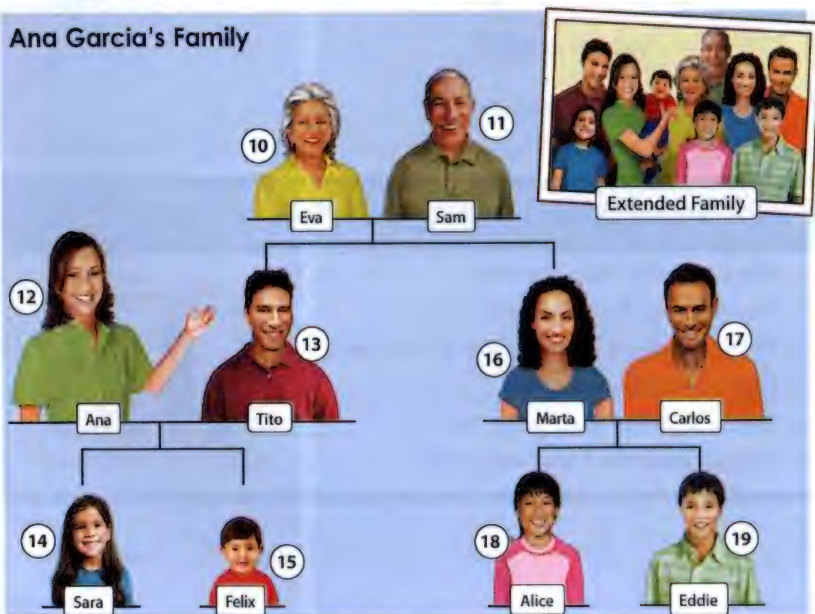 Ana Garcia's Family
10
11
Eva
Sam
Extended Family
12
13
16
17
Ana
Tito
Marta
Carlos
14
15
18
19
Sara
Felix
Alice
Eddie